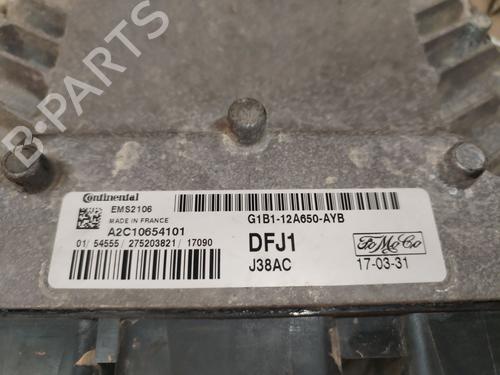 Continental
EMS2106
MADE IN FRANCE
A2C10654101
01/ 54555 / 275203821 / 17090
G1B1-12A650-AYB
DFJ1
J38AC
FoMoCo
17-03-31
B-PARTS